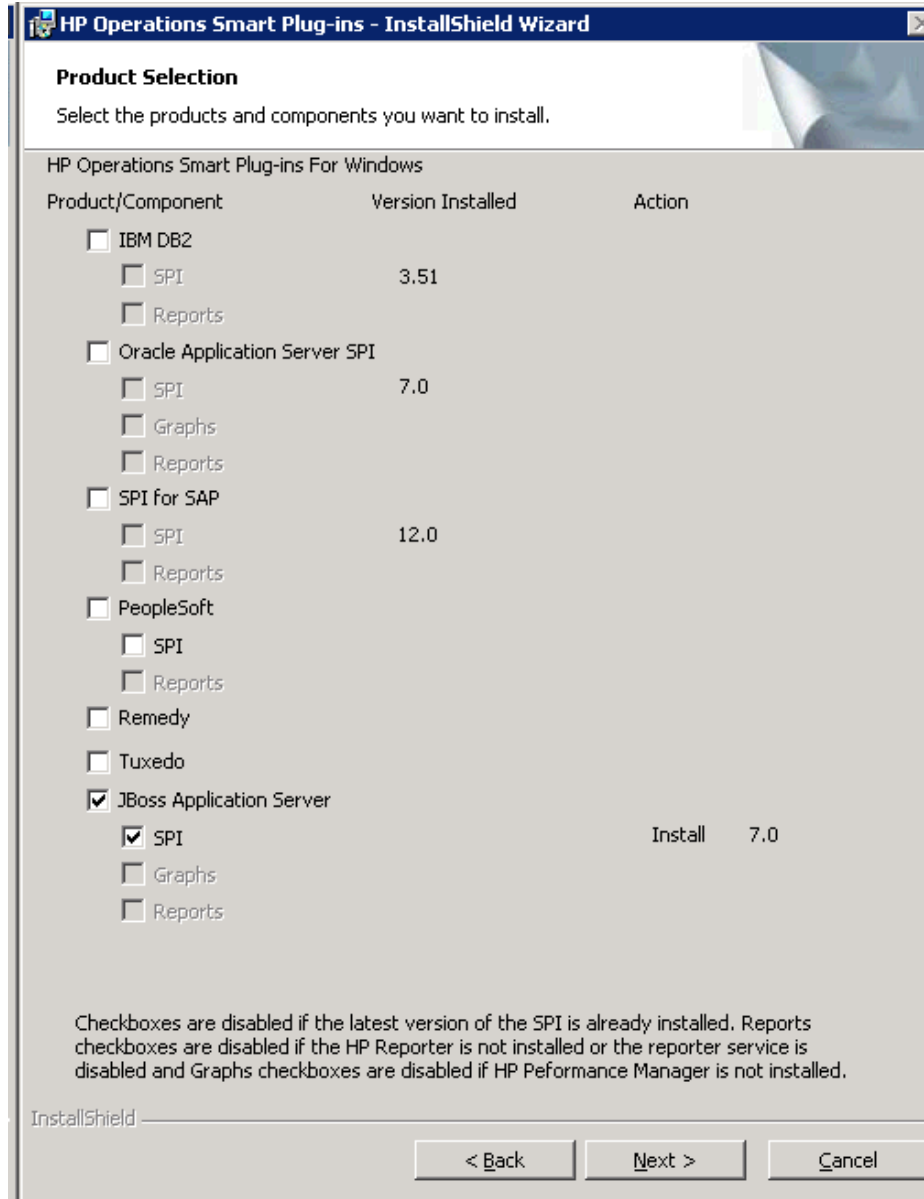 HP Operations Smart Plug-ins - InstallShield Wizard
Product Selection
Select the products and components you want to install.
HP Operations Smart Plug-ins For Windows
Product/Component Version Installed Action
IBM DB2
SPI 3.51
Reports
Oracle Application Server SPI
SPI 7.0
Graphs
Reports
SPI for SAP
SPI 12.0
Reports
PeopleSoft
SPI
Reports
Remedy
Tuxedo
JBoss Application Server
SPI Install 7.0
Graphs
Reports
Checkboxes are disabled if the latest version of the SPI is already installed. Reports
checkboxes are disabled if the HP Reporter is not installed or the reporter service is
disabled and Graphs checkboxes are disabled if HP Peformance Manager is not installed.
InstallShield
< Back Next > Cancel